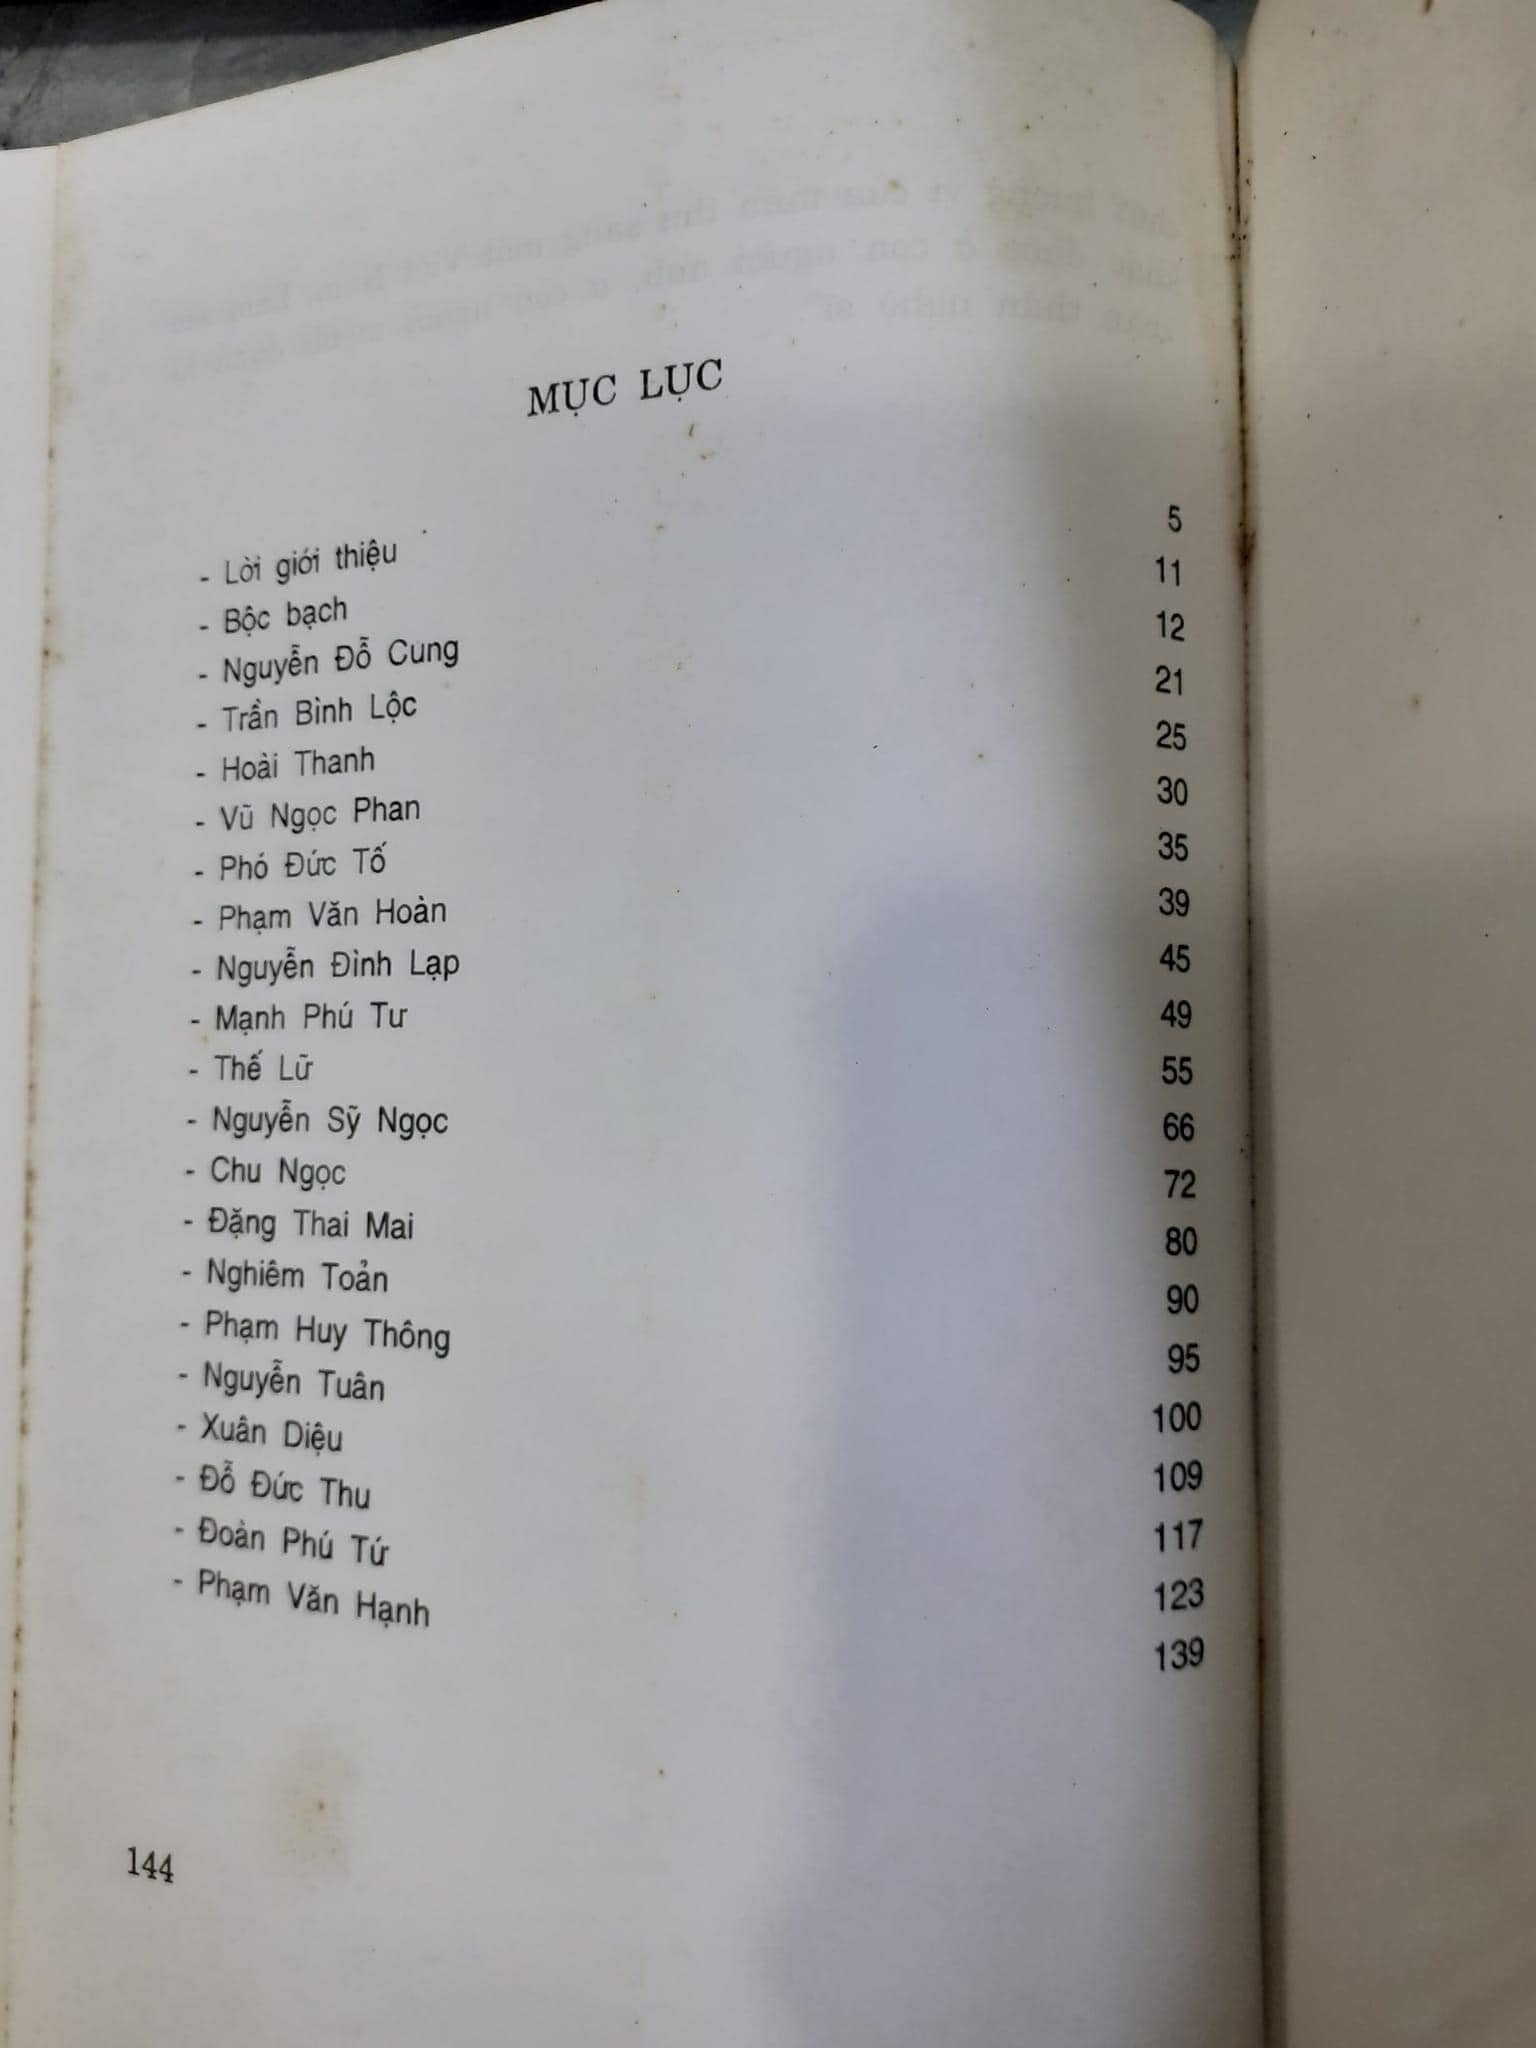 MỤC LỤC
- Lời giới thiệu 5
- Bộc bạch 11
- Nguyễn Đỗ Cung 12
- Trần Bình Lộc 21
- Hoài Thanh 25
- Vũ Ngọc Phan 30
- Phó Đức Tố 35
- Phạm Văn Hoàn 39
- Nguyễn Đình Lạp 45
- Mạnh Phú Tư 49
- Thế Lữ 55
- Nguyễn Sỹ Ngọc 66
- Chu Ngọc 72
- Đặng Thai Mai 80
- Nghiêm Toản 90
- Phạm Huy Thông 95
- Nguyễn Tuân 100
- Xuân Diệu 109
- Đỗ Đức Thu 117
- Đoàn Phú Tứ 123
- Phạm Văn Hạnh 139
144